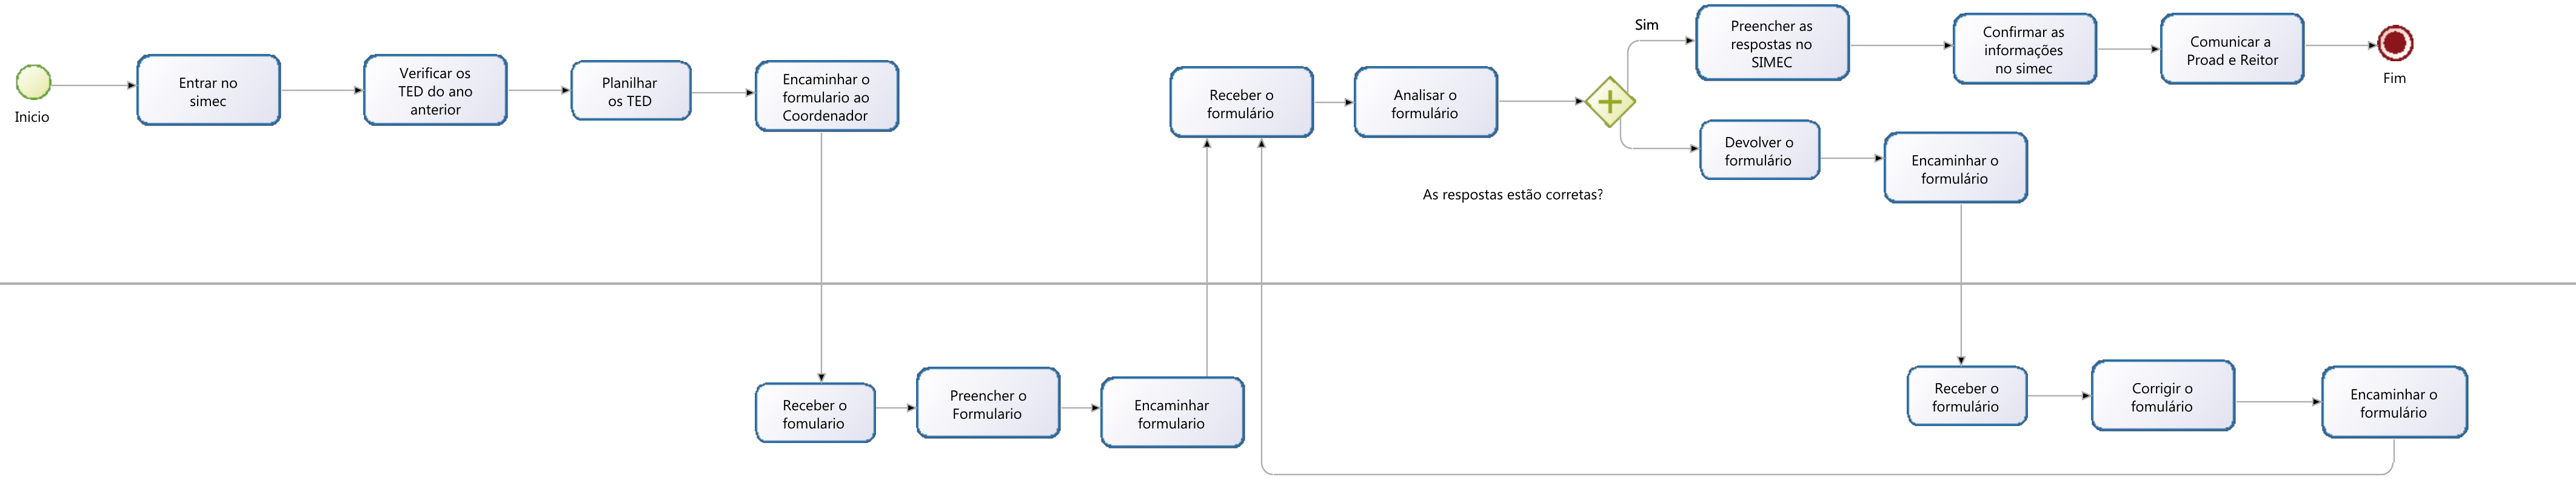 Inicio
Entrar no
simec
Verificar os
TED do ano
anterior
Planilhar
os TED
Encaminhar o
formulario ao
Coordenador
Receber o
fomulario
Preencher o
Formulario
Encaminhar
formulario
Receber o
formulário
Analisar o
formulário
As respostas estão corretas?
Sim
Preencher as
respostas no
SIMEC
Confirmar as
informações
no simec
Comunicar a
Proad e Reitor
Fim
Devolver o
formulário
Encaminhar o
formulário
Receber o
formulário
Corrigir o
fomulário
Encaminhar o
formulário